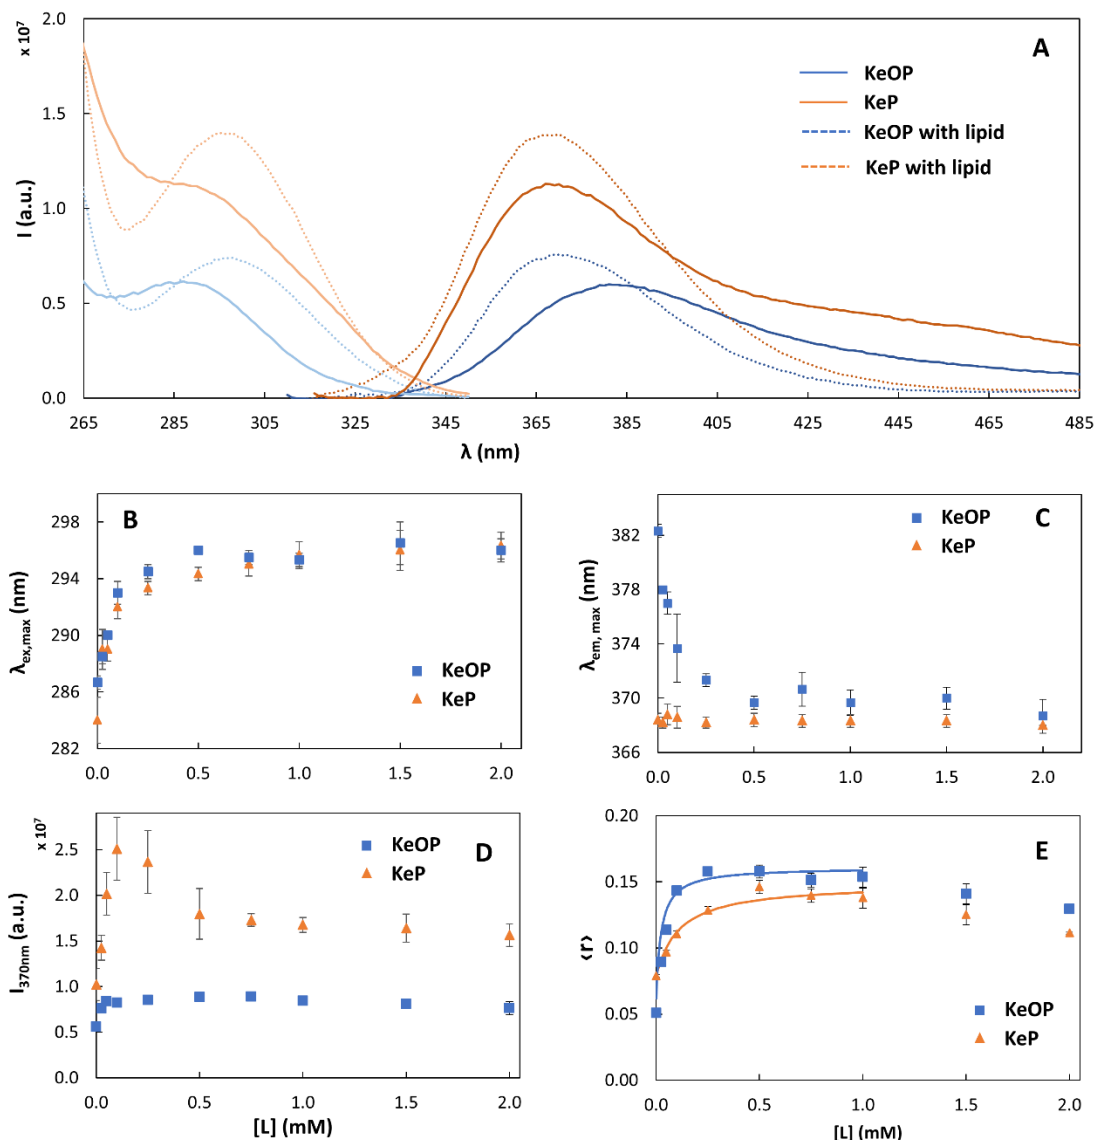 x 10⁷
2.0
1.5
1.0
0.5
0.0
I (a.u.)
A
KeOP
KeP
KeOP with lipid
KeP with lipid
265 285 305 325 345 365 385 405 425 445 465 485
λ (nm)
B
298
294
290
286
282
λex,max (nm)
KeOP
KeP
0.0 0.5 1.0 1.5 2.0
C
382
378
374
370
366
λem, max (nm)
KeOP
KeP
0.0 0.5 1.0 1.5 2.0
x 10⁷
D
2.5
2.0
1.5
1.0
0.5
0.0
I370nm (a.u.)
KeOP
KeP
0.0 0.5 1.0 1.5 2.0
[L] (mM)
E
0.20
0.15
0.10
0.05
0.00
‹r›
KeOP
KeP
0.0 0.5 1.0 1.5 2.0
[L] (mM)